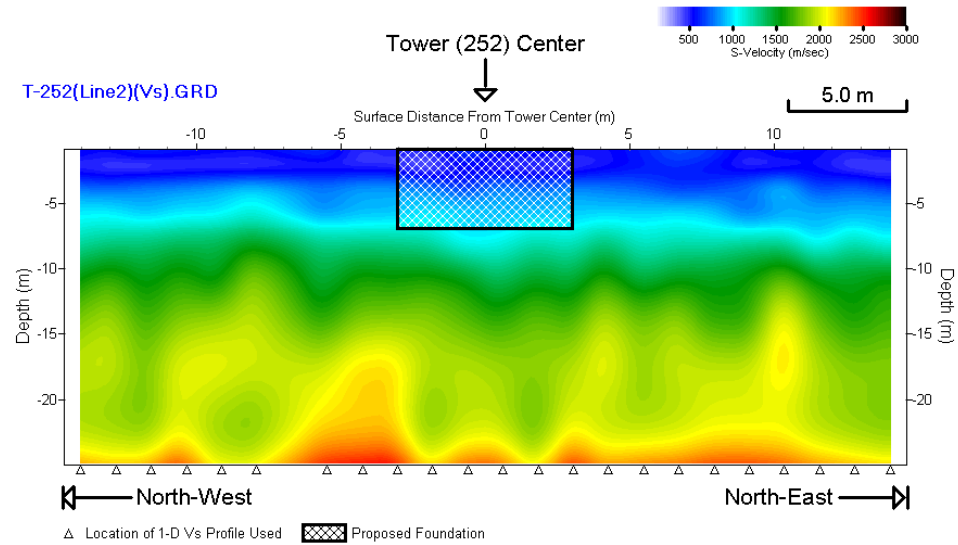 500 1000 1500 2000 2500 3000
S-Velocity (m/sec)
Tower (252) Center
T-252(Line2)(Vs).GRD
5.0 m
Surface Distance From Tower Center (m)
-10 -5 0 5 10
-5 -5
-10 -10
Depth (m) Depth (m)
-15 -15
-20 -20
North-West North-East
Location of 1-D Vs Profile Used Proposed Foundation